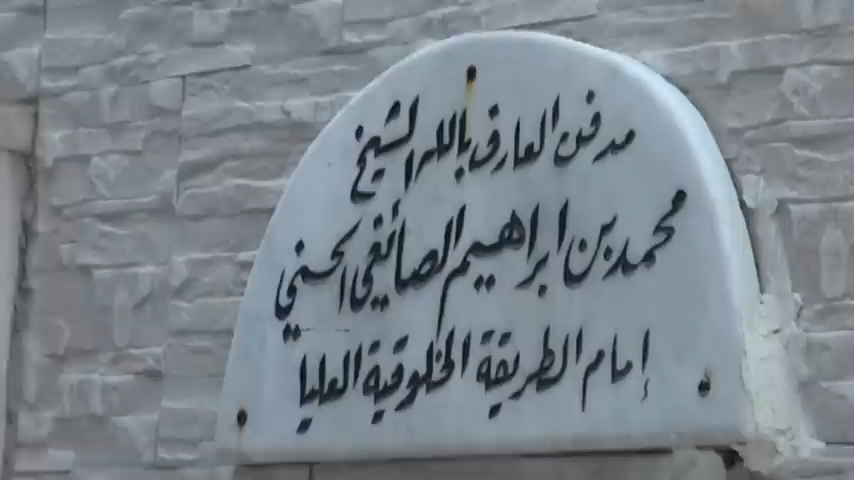 مدفن العارف بالله الشيخ
محمد بن ابراهيم الصائغي الحسني
إمام الطريقة الخلوقية العليا